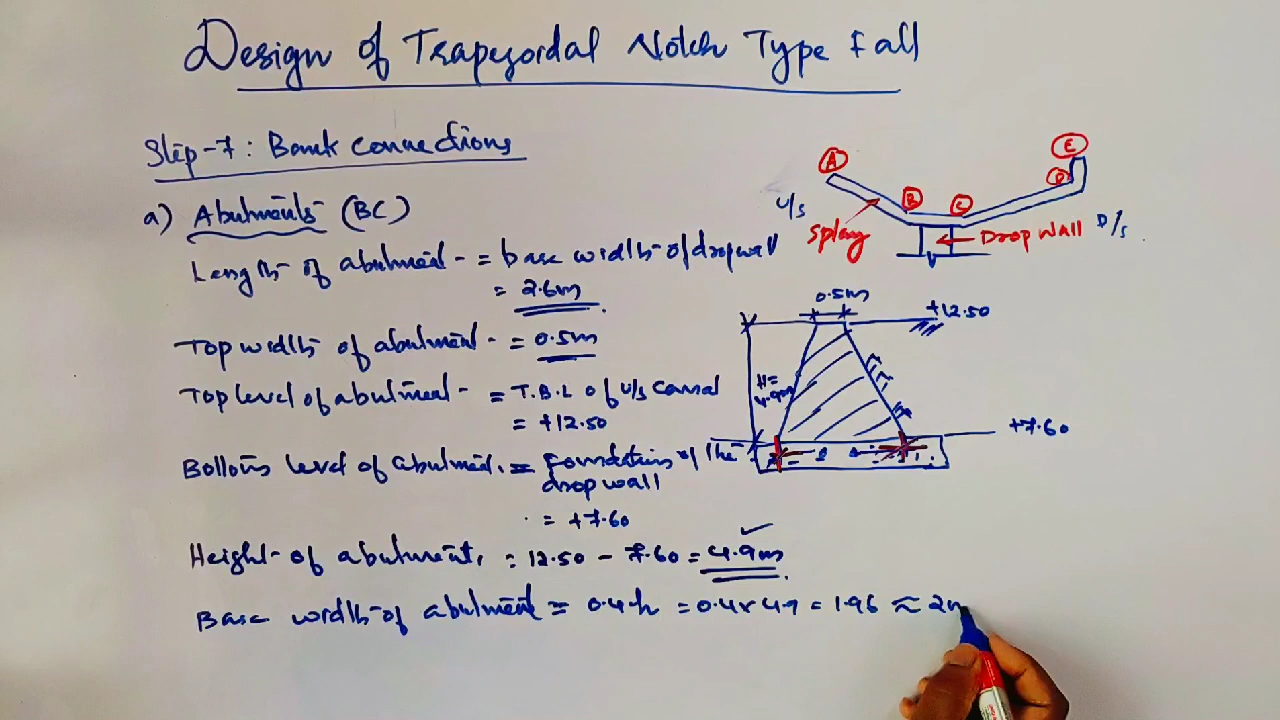 Design of Trapezoidal Notch Type Fall
Step-7: Bank connections
a) Abutments (BC)
Length of abutment = base width of dropwall
= 2.6m
Top width of abutment = 0.5m
Top level of abutment = T.B.L of U/s canal
= +12.50
Bottom level of abutment = foundation of the
drop wall
= +7.60
Height of abutment = 12.50 - 7.60 = 4.9m
Base width of abutment = 0.4h = 0.4x4.9 = 1.96 ≈ 2m
A
B
C
D
E
U/s
splay
Drop wall
D/s
0.5m
+12.50
H=
4.9m
+7.60